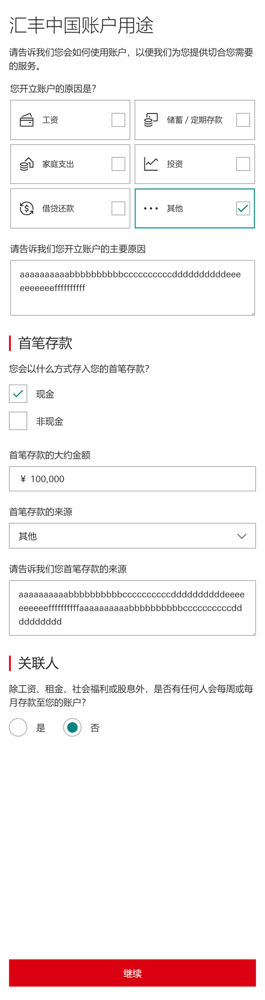 汇丰中国账户用途
请告诉我们您会如何使用账户，以便我们为您提供切合您需要
的服务。
您开立账户的原因是？
工资
储蓄 / 定期存款
家庭支出
投资
借贷还款
其他
请告诉我们您开立账户的主要原因
aaaaaaaaaabbbbbbbbbbccccccccccddddddddddeee
eeeeeeeffffffffff
首笔存款
您会以什么方式存入您的首笔存款？
现金
非现金
首笔存款的大约金额
¥ 100,000
首笔存款的来源
其他
请告诉我们您首笔存款的来源
aaaaaaaaaabbbbbbbbbbccccccccccddddddddddeeee
eeeeeeffffffffffaaaaaaaaaabbbbbbbbbbccccccccccdd
dddddddd
关联人
除工资、租金、社会福利或股息外，是否有任何人会每周或每
月存款至您的账户？
是
否
继续